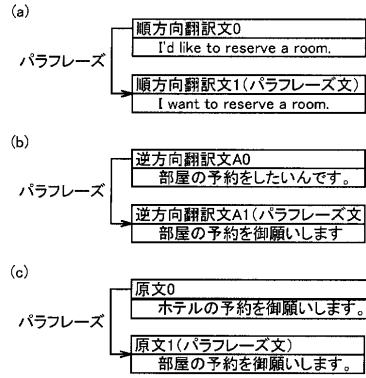 (a)
順方向翻訳文0
I'd like to reserve a room.
パラフレーズ
順方向翻訳文1(パラフレーズ文)
I want to reserve a room.
(b)
逆方向翻訳文A0
部屋の予約をしたいんです。
パラフレーズ
逆方向翻訳文A1(パラフレーズ文
部屋の予約を御願いします
(c)
原文0
ホテルの予約を御願いします。
パラフレーズ
原文1(パラフレーズ文)
部屋の予約を御願いします。